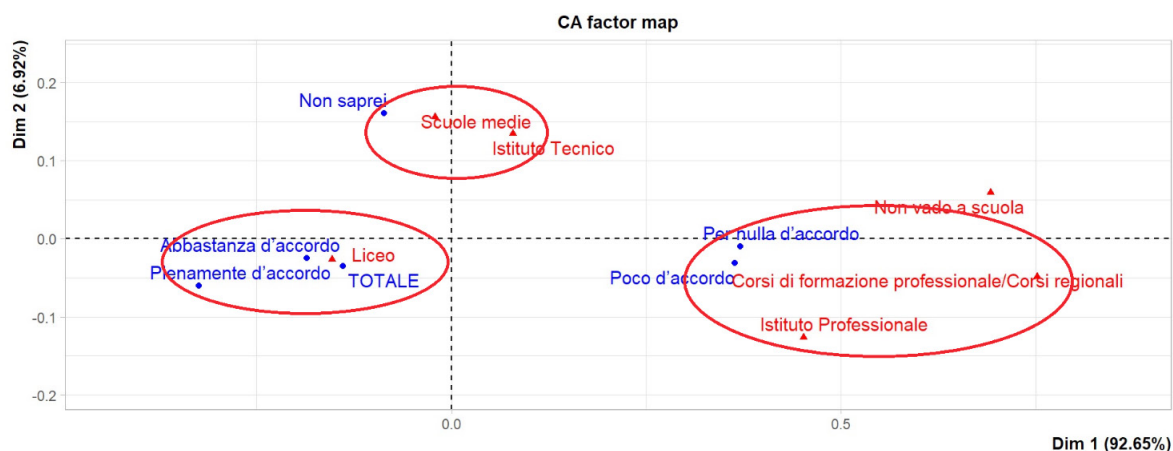 CA factor map
Dim 2 (6.92%)
0.2
0.1
0.0
-0.1
-0.2
Non saprei
Scuole medie
Istituto Tecnico
Non vado a scuola
Per nulla d'accordo
Abbastanza d'accordo
Liceo
Pienamente d'accordo
TOTALE
Poco d'accordo
Corsi di formazione professionale/Corsi regionali
Istituto Professionale
0.0
0.5
Dim 1 (92.65%)